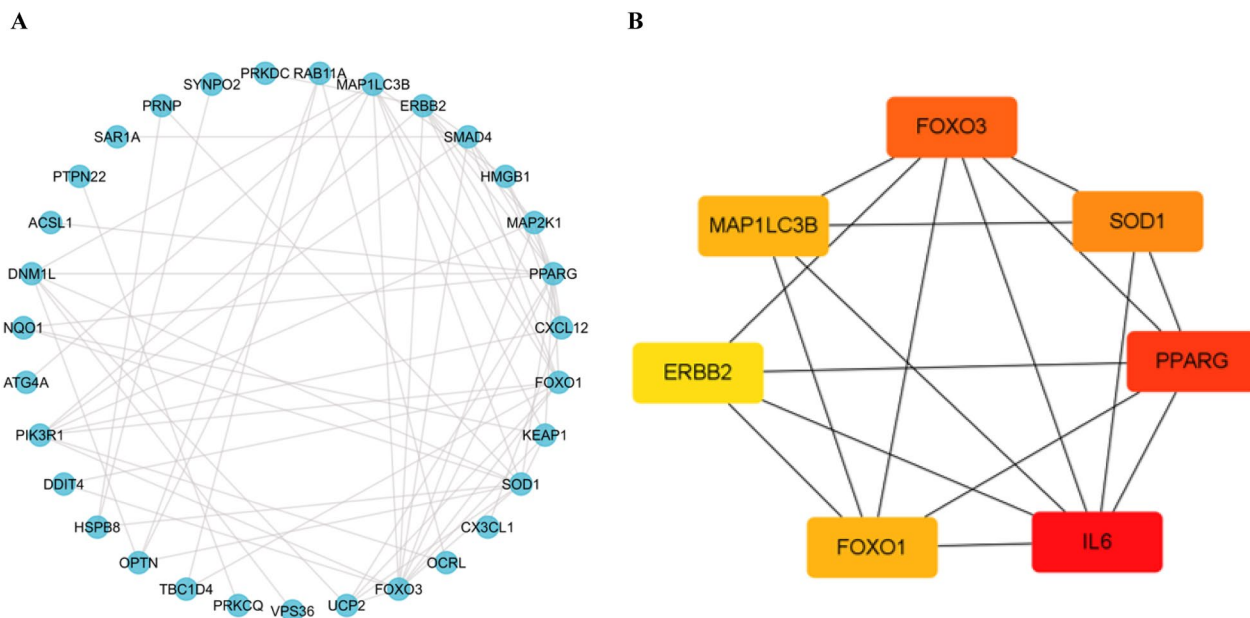 A
B
PRKDC
RAB11A
MAP1LC3B
ERBB2
SMAD4
HMGB1
MAP2K1
PPARG
CXCL12
FOXO1
KEAP1
SOD1
CX3CL1
OCRL
FOXO3
UCP2
VPS36
PRKCQ
TBC1D4
OPTN
HSPB8
DDIT4
PIK3R1
ATG4A
NQO1
DNM1L
ACSL1
PTPN22
SAR1A
PRNP
SYNPO2
FOXO3
MAP1LC3B
SOD1
ERBB2
PPARG
FOXO1
IL6